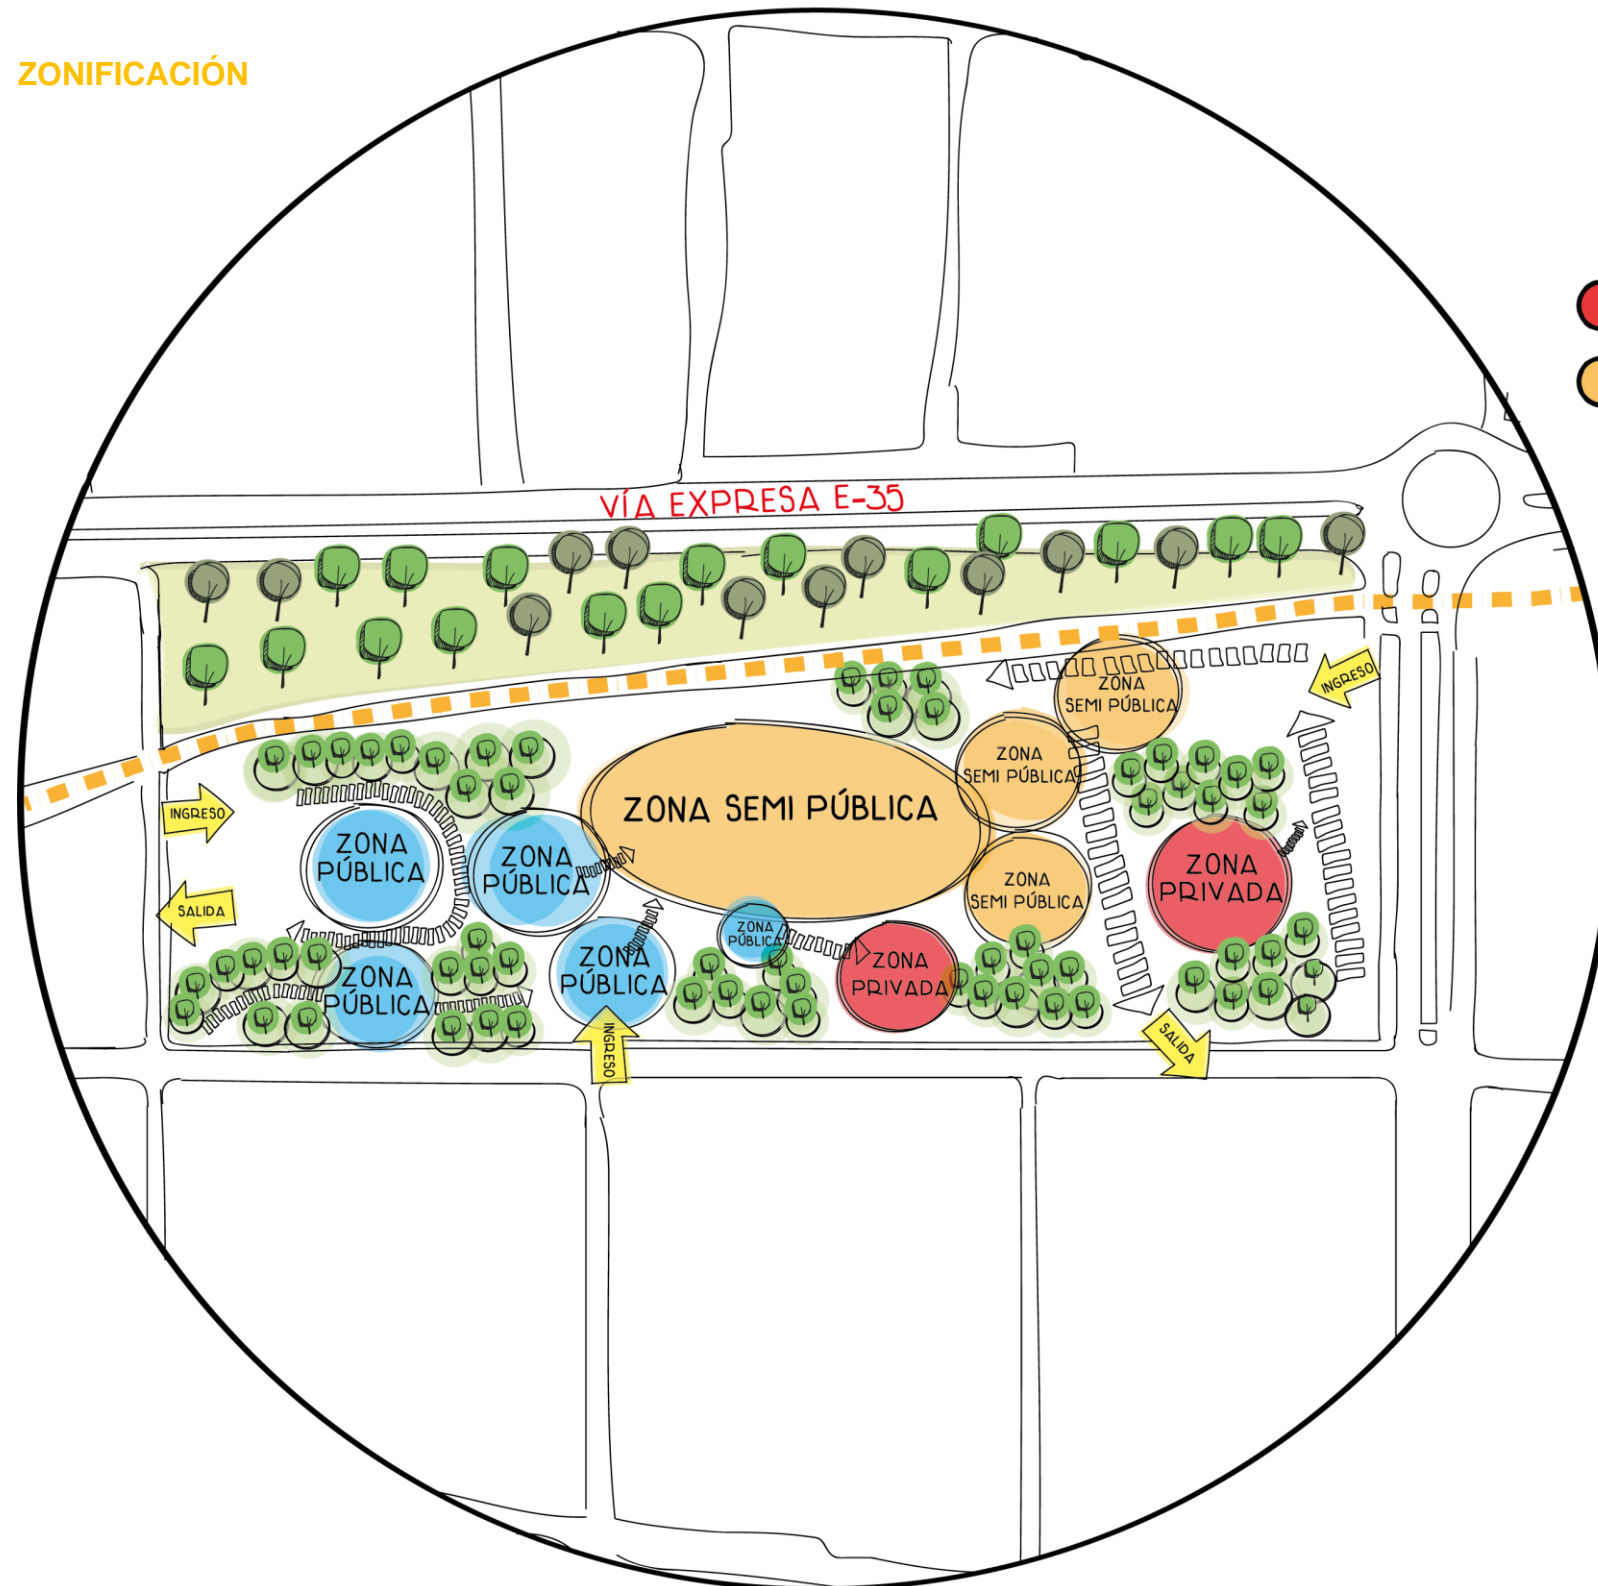 ZONIFICACIÓN
VÍA EXPRESA E-35
INGRESO
ZONA
SEMI PÚBLICA
ZONA
SEMI PÚBLICA
INGRESO
ZONA SEMI PÚBLICA
ZONA
PÚBLICA
ZONA
PÚBLICA
ZONA
PRIVADA
ZONA
SEMI PÚBLICA
SALIDA
ZONA
PÚBLICA
ZONA
PÚBLICA
ZONA
PRIVADA
ZONA
PÚBLICA
INGRESO
SALIDA